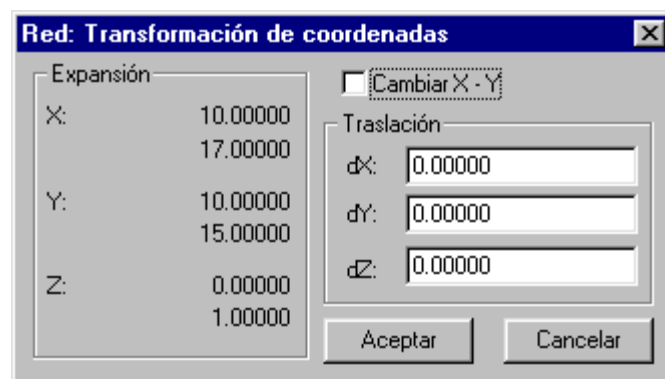 Red: Transformación de coordenadas
Expansión
X: 10.00000
17.00000
Y: 10.00000
15.00000
Z: 0.00000
1.00000
Cambiar X - Y
Traslación
dX: 0.00000
dY: 0.00000
dZ: 0.00000
Aceptar
Cancelar